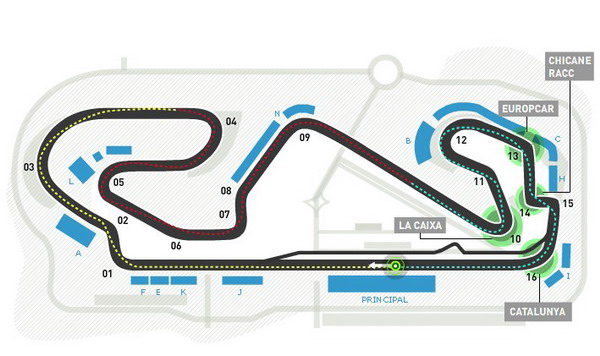 CHICANE
RACC
EUROPCAR
N
04
09
12
B
C
13
03
L
05
H
11
08
14
15
07
02
LA CAIXA
10
06
A
01
16
I
F E K
J
PRINCIPAL
CATALUNYA